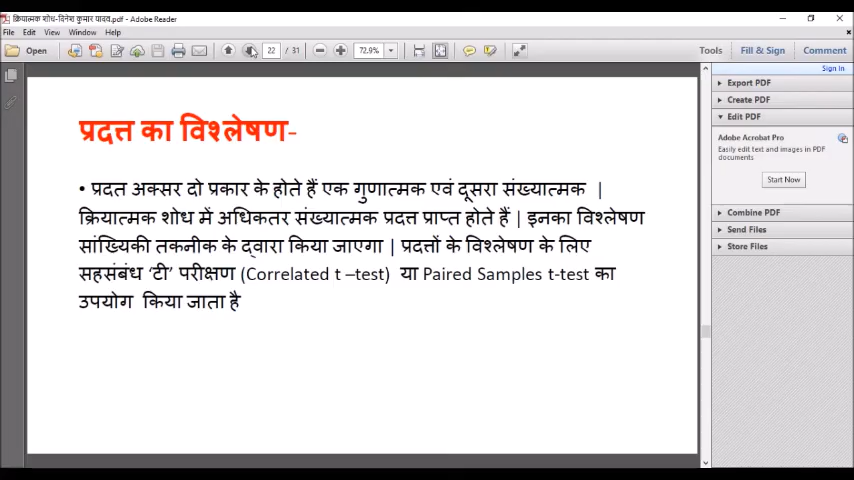 क्रियात्मक शोध-दिनेश कुमार यादव.pdf - Adobe Reader
File Edit View Window Help
Open 22 / 31 72.9% Tools Fill & Sign Comment
Sign In
Export PDF
Create PDF
Edit PDF
Adobe Acrobat Pro
Easily edit text and images in PDF
documents
Start Now
Combine PDF
Send Files
Store Files
प्रदत्त का विश्लेषण-
• प्रदत अक्सर दो प्रकार के होते हैं एक गुणात्मक एवं दूसरा संख्यात्मक |
क्रियात्मक शोध में अधिकतर संख्यात्मक प्रदत्त प्राप्त होते हैं | इनका विश्लेषण
सांख्यिकी तकनीक के द्वारा किया जाएगा | प्रदत्तों के विश्लेषण के लिए
सहसंबंध ‘टी’ परीक्षण (Correlated t –test) या Paired Samples t-test का
उपयोग किया जाता है